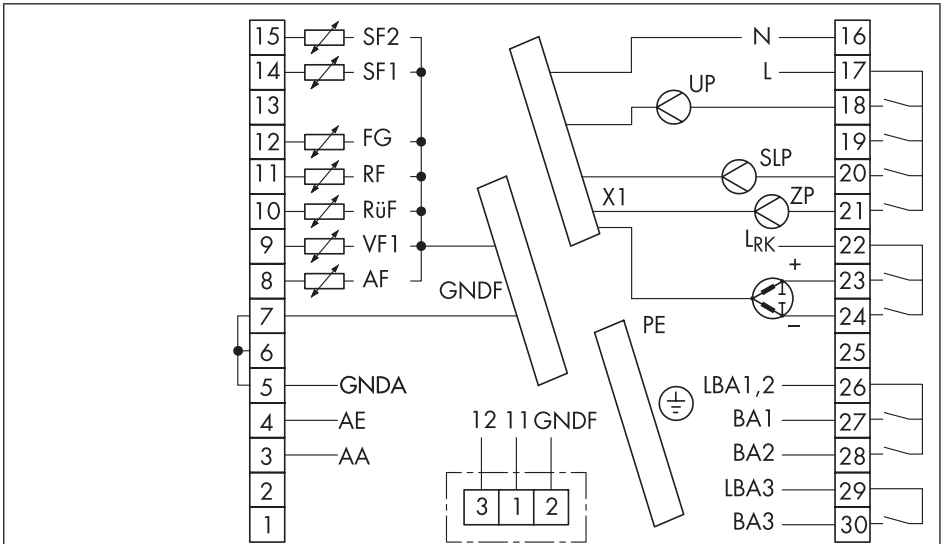 15 SF2 N 16
14 SF1 L 17
13 UP 18
12 FG 19
11 RF SLP 20
10 RüF X1 ZP 21
9 VF1 LRK 22
8 AF + 23
GNDF
7 − 24
6 PE 25
5 GNDA LBA1,2 26
4 AE 12 11 GNDF BA1 27
3 AA BA2 28
2 3 1 2 LBA3 29
1 BA3 30